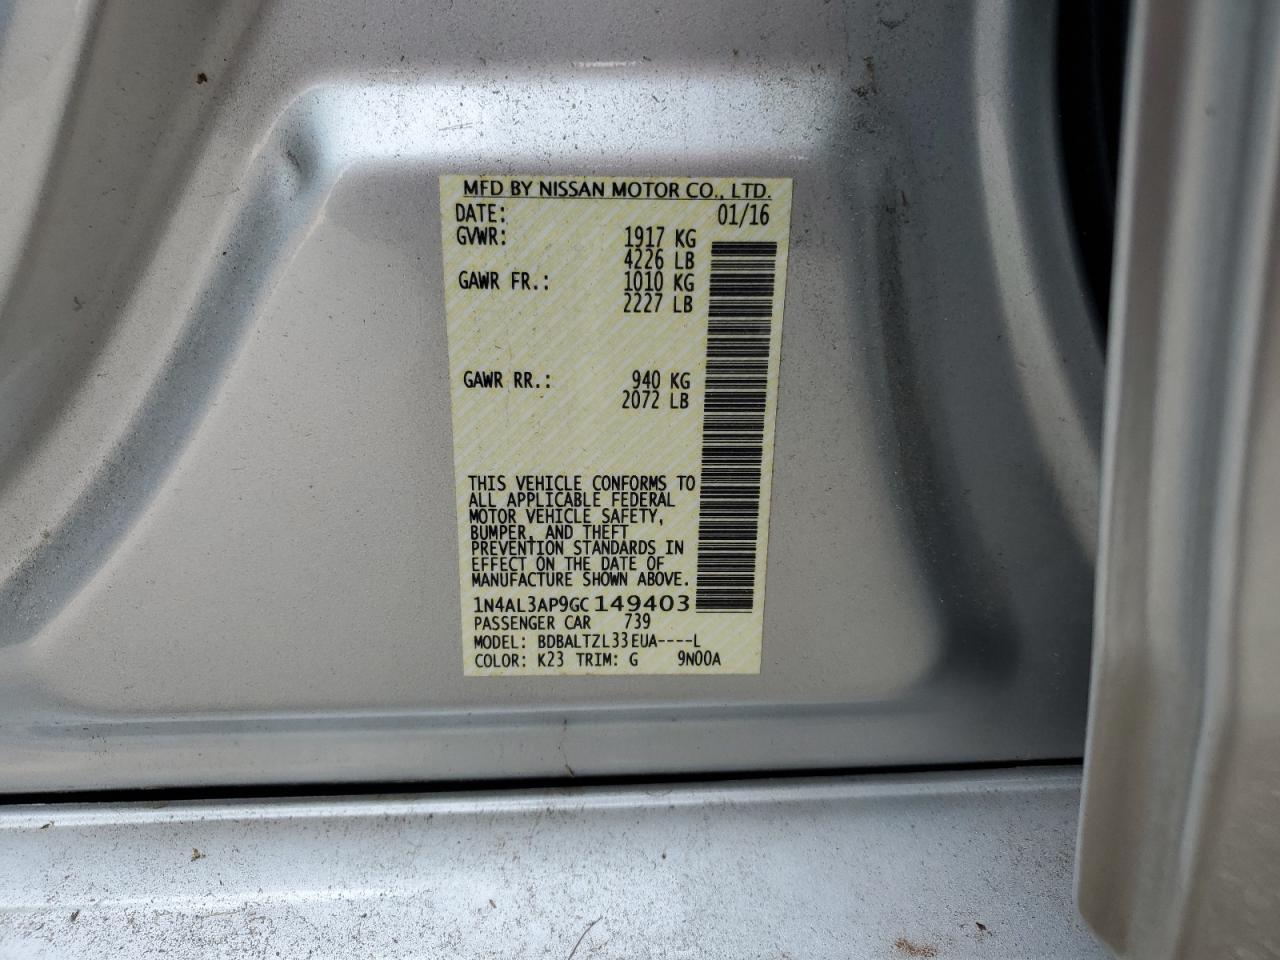 MFD BY NISSAN MOTOR CO., LTD.
DATE: 01/16
GVWR: 1917 KG
4226 LB
GAWR FR.: 1010 KG
2227 LB
GAWR RR.: 940 KG
2072 LB
THIS VEHICLE CONFORMS TO
ALL APPLICABLE FEDERAL
MOTOR VEHICLE SAFETY,
BUMPER, AND THEFT
PREVENTION STANDARDS IN
EFFECT ON THE DATE OF
MANUFACTURE SHOWN ABOVE.
1N4AL3AP9GC149403
PASSENGER CAR 739
MODEL: BDBALTZL33EUA----L
COLOR: K23 TRIM: G 9N00A